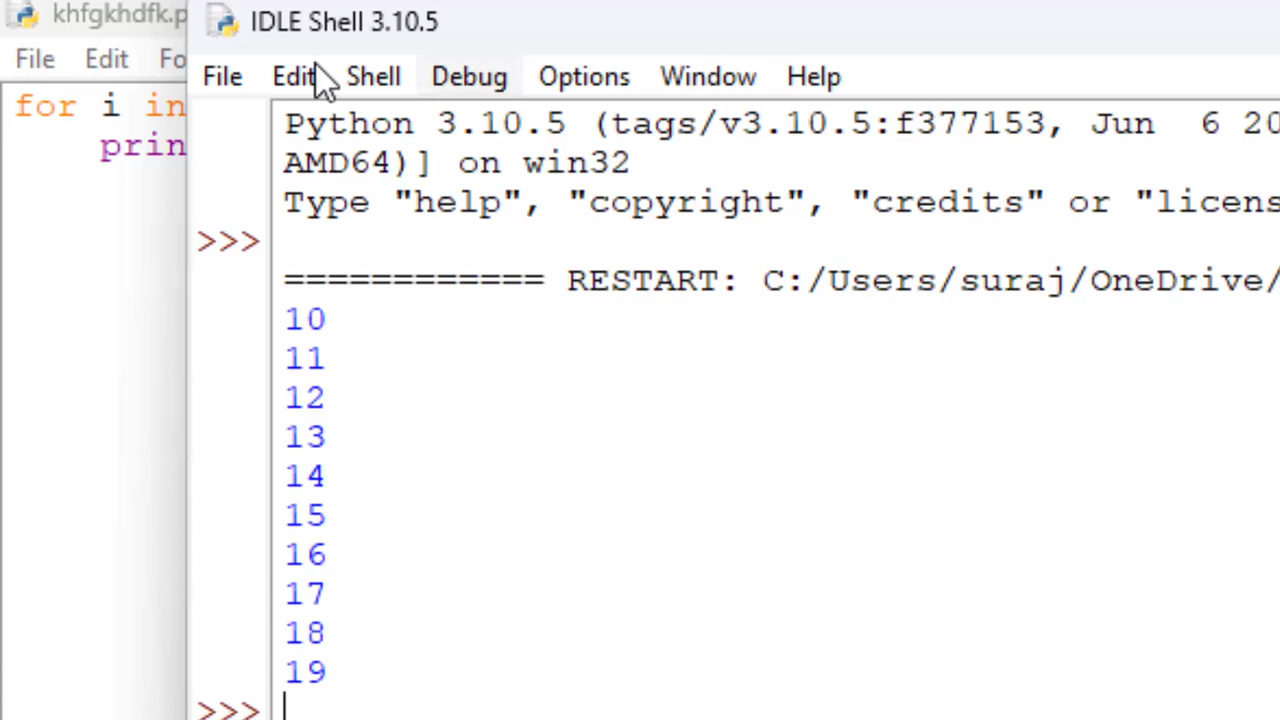 khfgkhdfk.p
File Edit Fo
for i in
prin
IDLE Shell 3.10.5
File Edit Shell Debug Options Window Help
Python 3.10.5 (tags/v3.10.5:f377153, Jun 6 20
AMD64)] on win32
Type "help", "copyright", "credits" or "licens
>>>
============ RESTART: C:/Users/suraj/OneDrive/
10
11
12
13
14
15
16
17
18
19
>>>